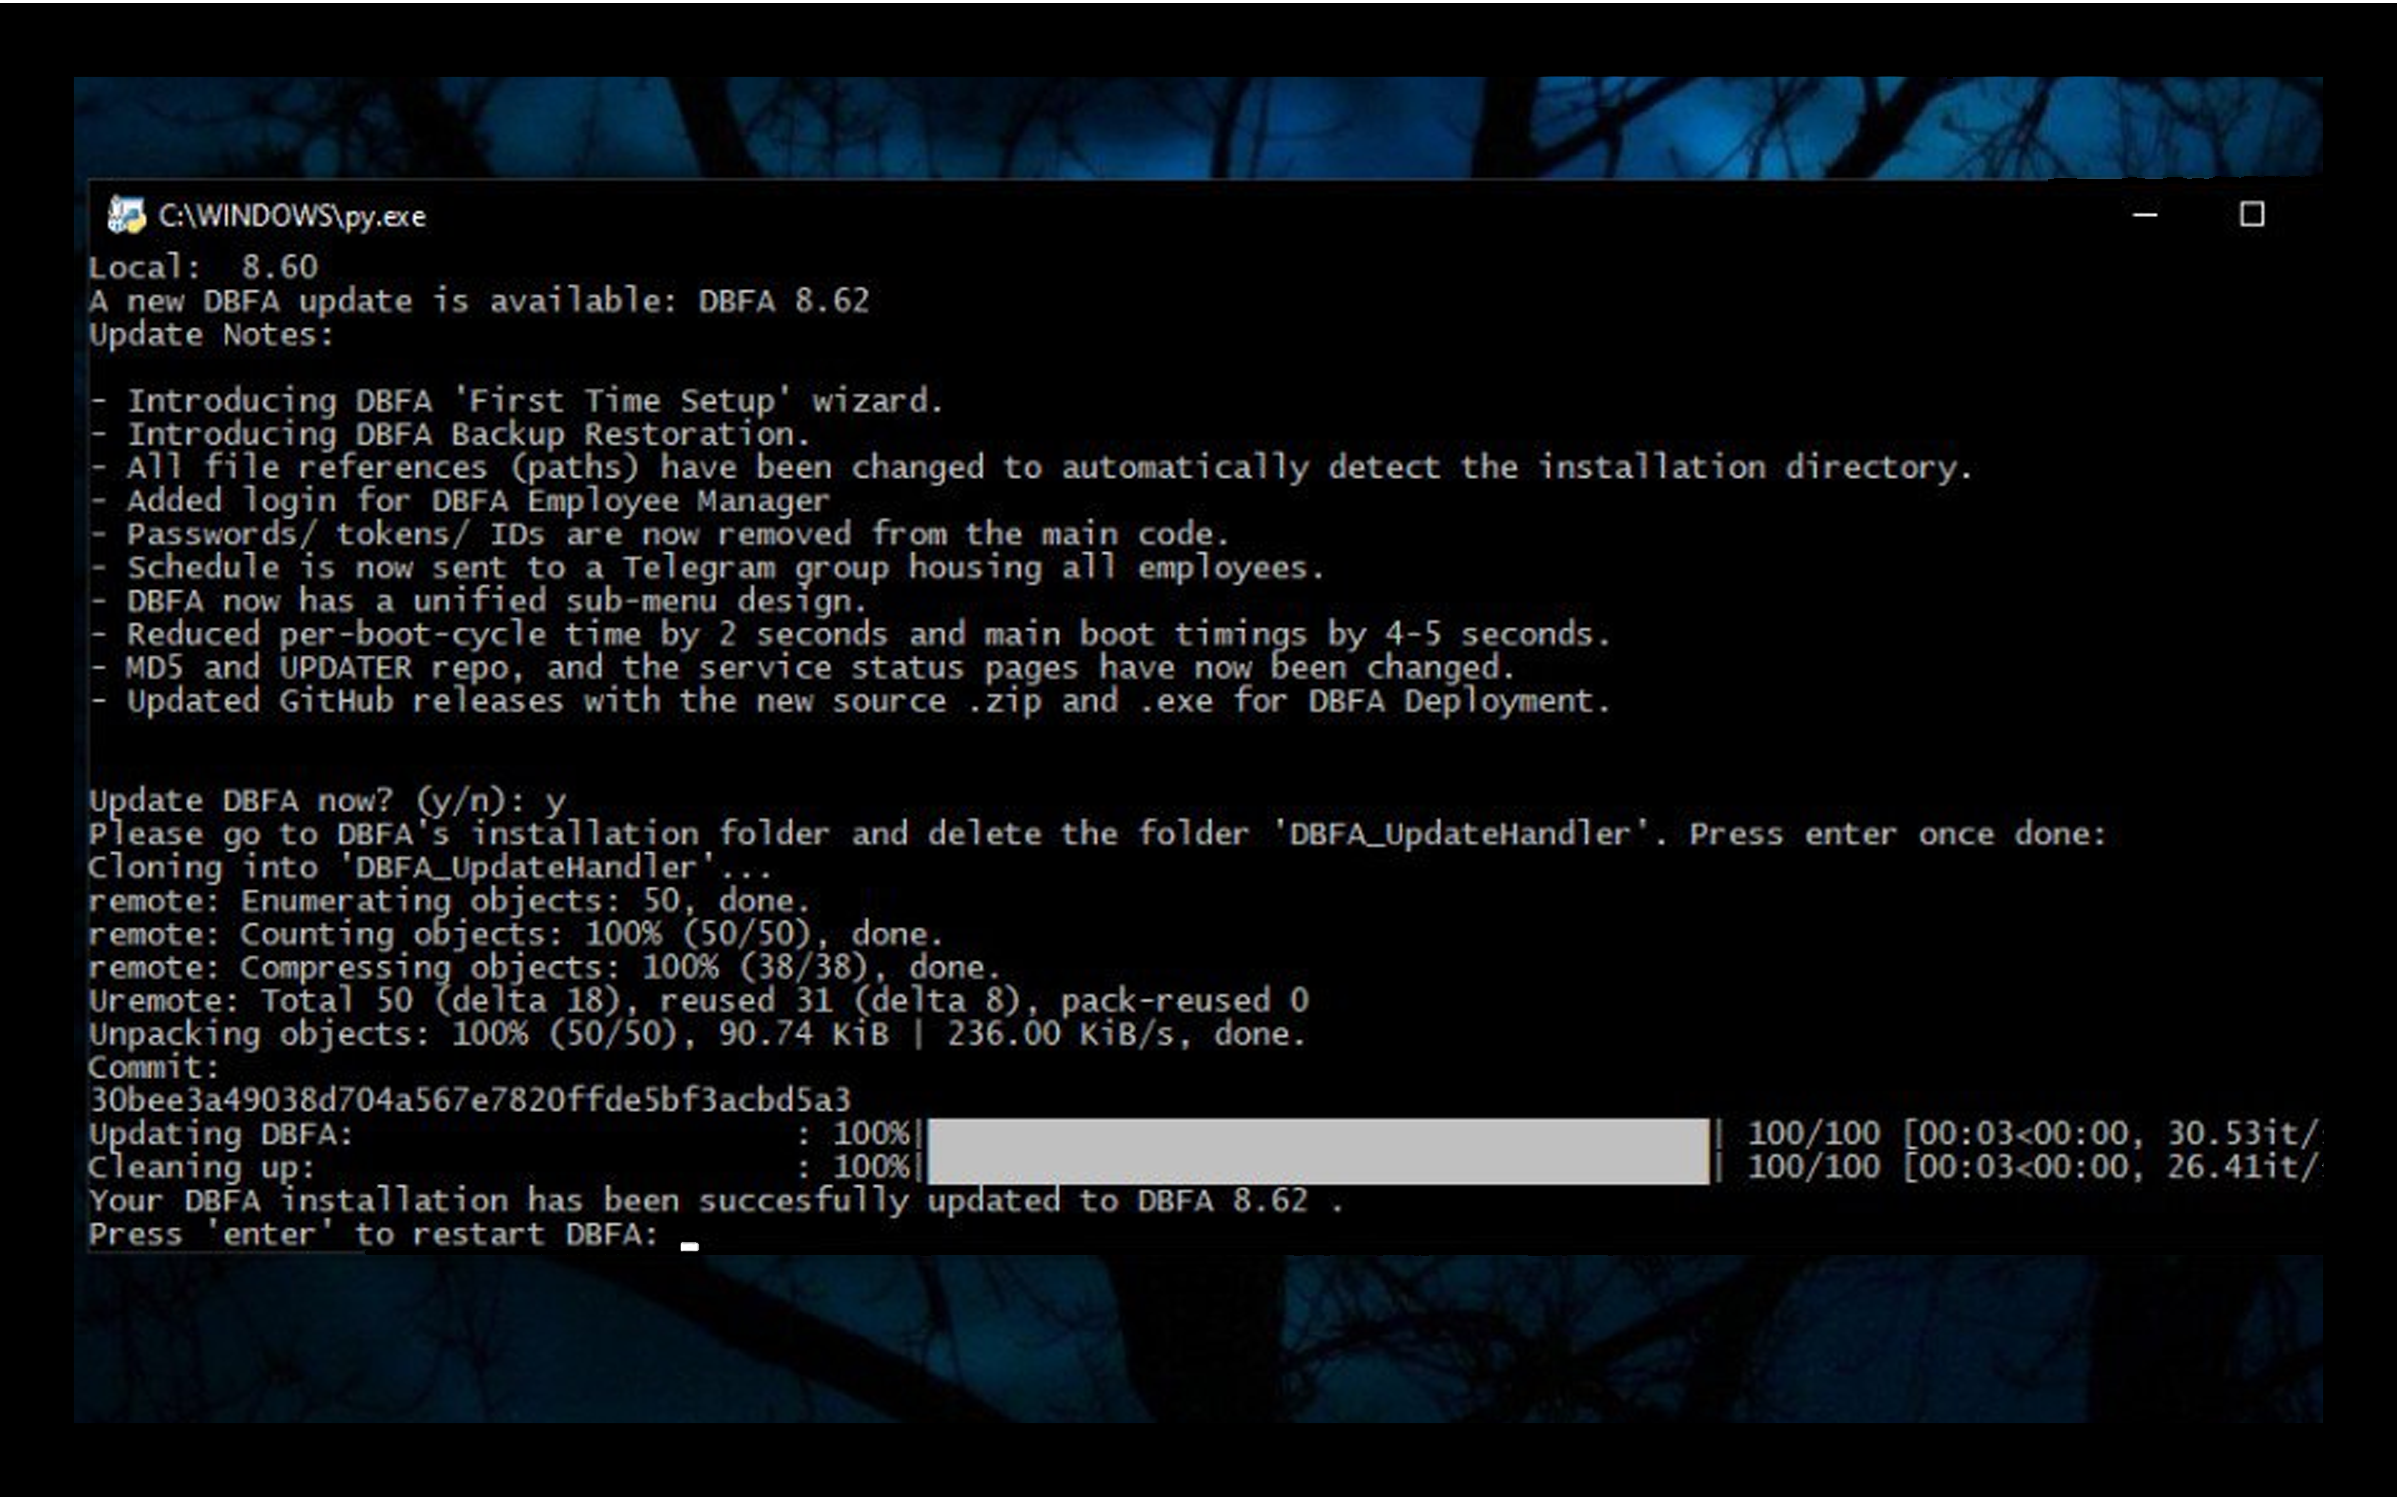 C:\WINDOWS\py.exe
Local:  8.60
A new DBFA update is available: DBFA 8.62
Update Notes:
- Introducing DBFA 'First Time Setup' wizard.
- Introducing DBFA Backup Restoration.
- All file references (paths) have been changed to automatically detect the installation directory.
- Added login for DBFA Employee Manager
- Passwords/ tokens/ IDs are now removed from the main code.
- Schedule is now sent to a Telegram group housing all employees.
- DBFA now has a unified sub-menu design.
- Reduced per-boot-cycle time by 2 seconds and main boot timings by 4-5 seconds.
- MD5 and UPDATER repo, and the service status pages have now been changed.
- Updated GitHub releases with the new source .zip and .exe for DBFA Deployment.
Update DBFA now? (y/n): y
Please go to DBFA's installation folder and delete the folder 'DBFA_UpdateHandler'. Press enter once done:
Cloning into 'DBFA_UpdateHandler'...
remote: Enumerating objects: 50, done.
remote: Counting objects: 100% (50/50), done.
remote: Compressing objects: 100% (38/38), done.
Uremote: Total 50 (delta 18), reused 31 (delta 8), pack-reused 0
Unpacking objects: 100% (50/50), 90.74 KiB | 236.00 KiB/s, done.
Commit:
30bee3a49038d704a567e7820ffde5bf3acbd5a3
Updating DBFA:                        : 100%|                    | 100/100 [00:03<00:00, 30.53it/
Cleaning up:                          : 100%|                    | 100/100 [00:03<00:00, 26.41it/
Your DBFA installation has been succesfully updated to DBFA 8.62 .
Press 'enter' to restart DBFA: